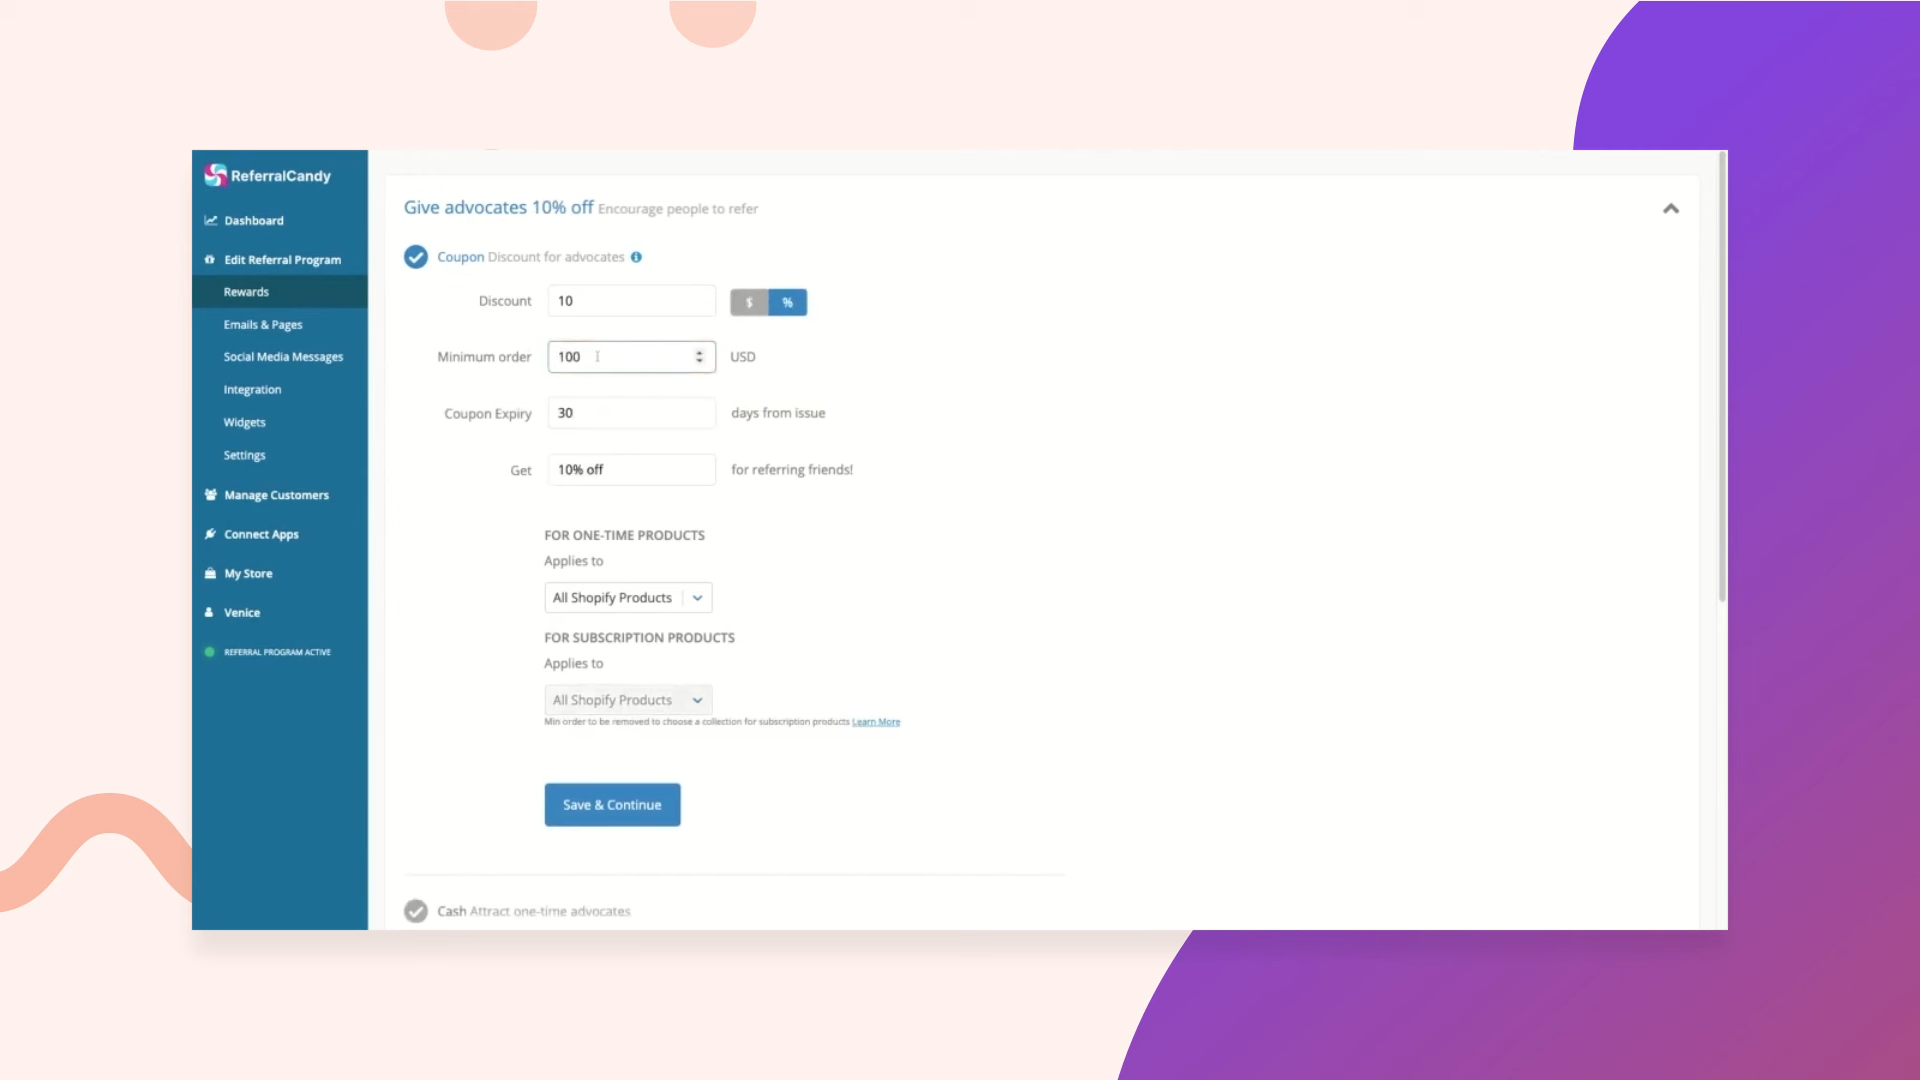 ReferralCandy
Dashboard
Edit Referral Program
Rewards
Emails & Pages
Social Media Messages
Integration
Widgets
Settings
Manage Customers
Connect Apps
My Store
Venice
REFERRAL PROGRAM ACTIVE
Give advocates 10% off Encourage people to refer
Coupon Discount for advocates
Discount 10 $ %
Minimum order 100 USD
Coupon Expiry 30 days from issue
Get 10% off for referring friends!
FOR ONE-TIME PRODUCTS
Applies to
All Shopify Products
FOR SUBSCRIPTION PRODUCTS
Applies to
All Shopify Products
Min order to be removed to choose a collection for subscription products Learn More
Save & Continue
Cash Attract one-time advocates